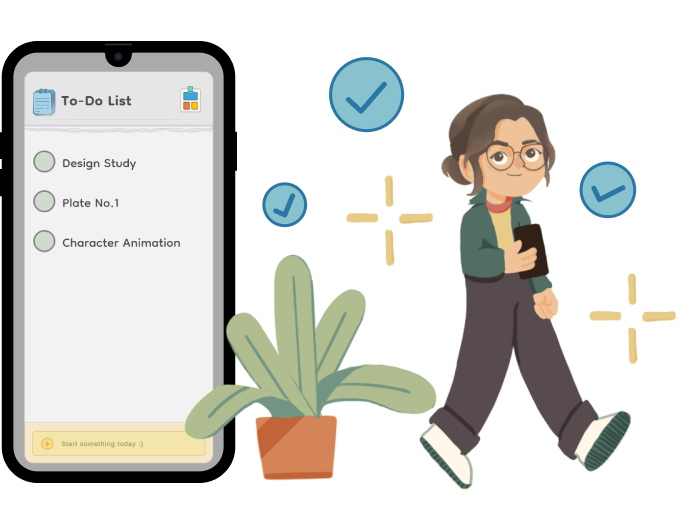 To-Do List
Design Study
Plate No.1
Character Animation
Start something today :)